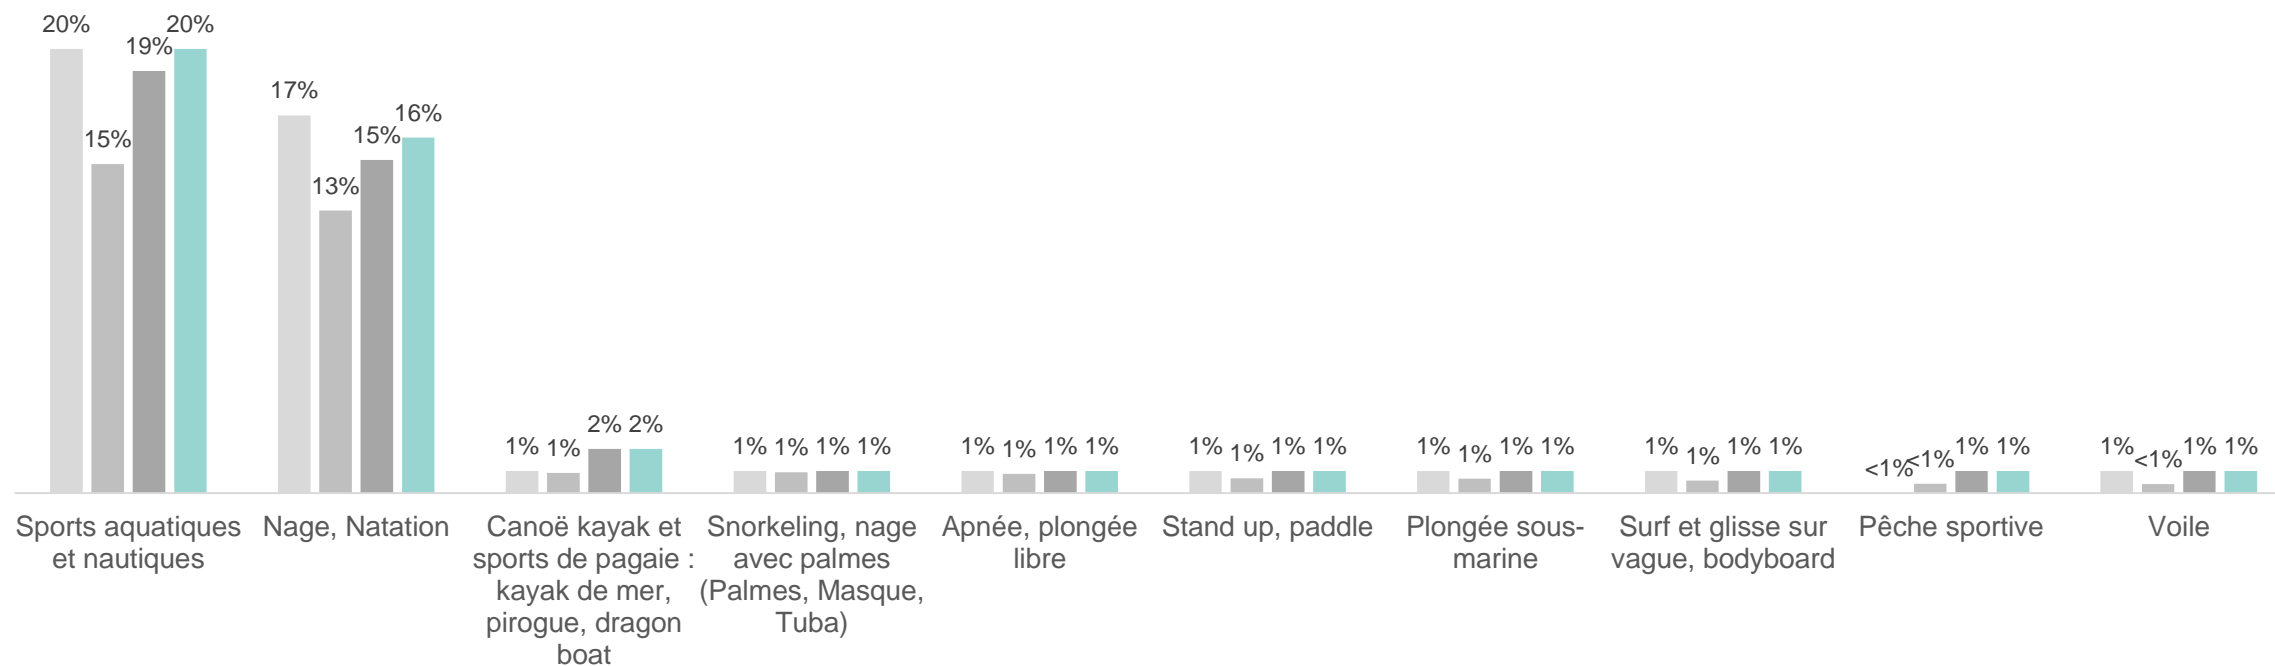 20% 15% 19% 20%
17% 13% 15% 16%
1% 1% 2% 2%
1% 1% 1% 1%
1% 1% 1% 1%
1% 1% 1% 1%
1% 1% 1% 1%
1% 1% 1% 1%
<1% <1% 1% 1%
1% <1% 1% 1%
Sports aquatiques
et nautiques
Nage, Natation
Canoë kayak et
sports de pagaie :
kayak de mer,
pirogue, dragon
boat
Snorkeling, nage
avec palmes
(Palmes, Masque,
Tuba)
Apnée, plongée
libre
Stand up, paddle
Plongée sous-
marine
Surf et glisse sur
vague, bodyboard
Pêche sportive
Voile